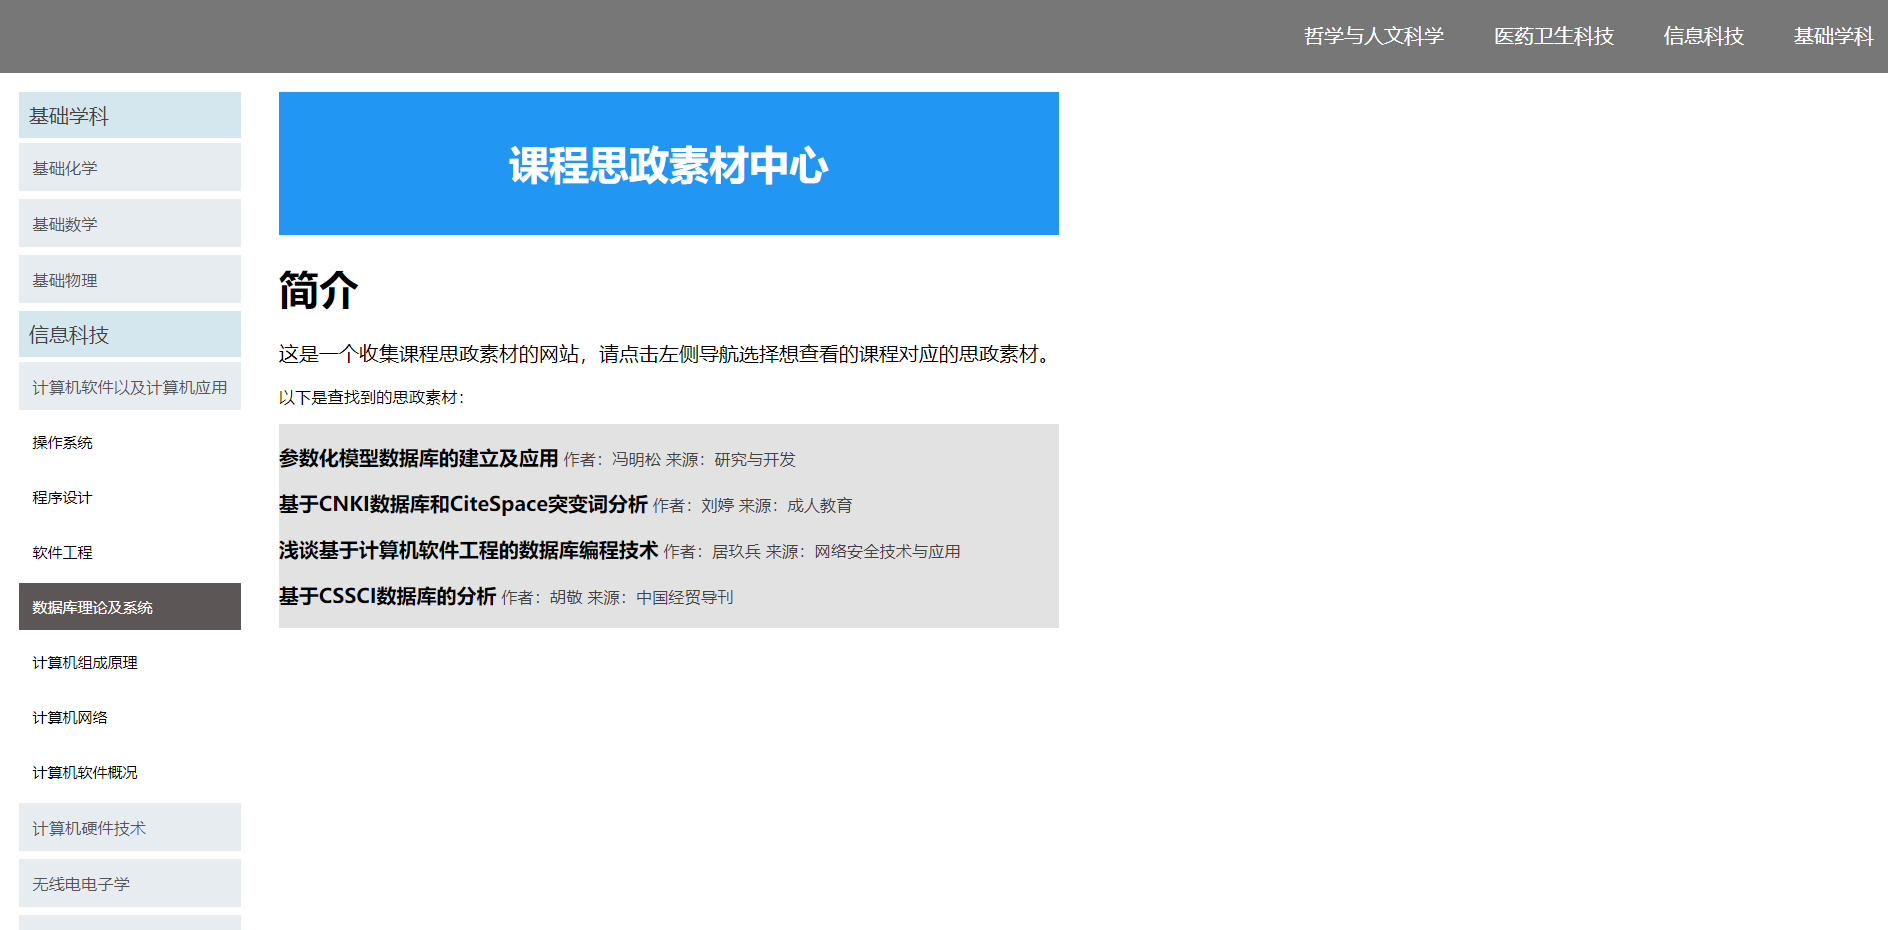 哲学与人文科学 医药卫生科技 信息科技 基础学科
基础学科
基础化学
基础数学
基础物理
信息科技
计算机软件以及计算机应用
操作系统
程序设计
软件工程
数据库理论及系统
计算机组成原理
计算机网络
计算机软件概况
计算机硬件技术
无线电电子学
课程思政素材中心
简介
这是一个收集课程思政素材的网站，请点击左侧导航选择想查看的课程对应的思政素材。
以下是查找到的思政素材：
参数化模型数据库的建立及应用 作者：冯明松 来源：研究与开发
基于CNKI数据库和CiteSpace突变词分析 作者：刘婷 来源：成人教育
浅谈基于计算机软件工程的数据库编程技术 作者：居玖兵 来源：网络安全技术与应用
基于CSSCI数据库的分析 作者：胡敬 来源：中国经贸导刊